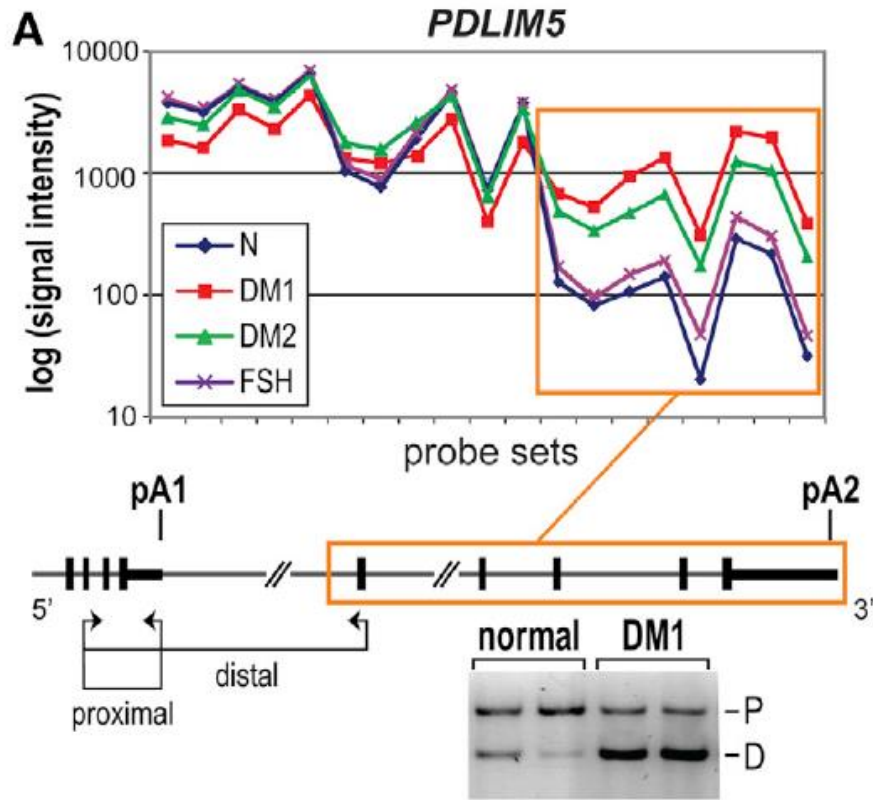 A
PDLIM5
log (signal intensity)
10000
1000
100
10
N
DM1
DM2
FSH
probe sets
pA1
pA2
5'
3'
distal
proximal
normal DM1
-P
-D